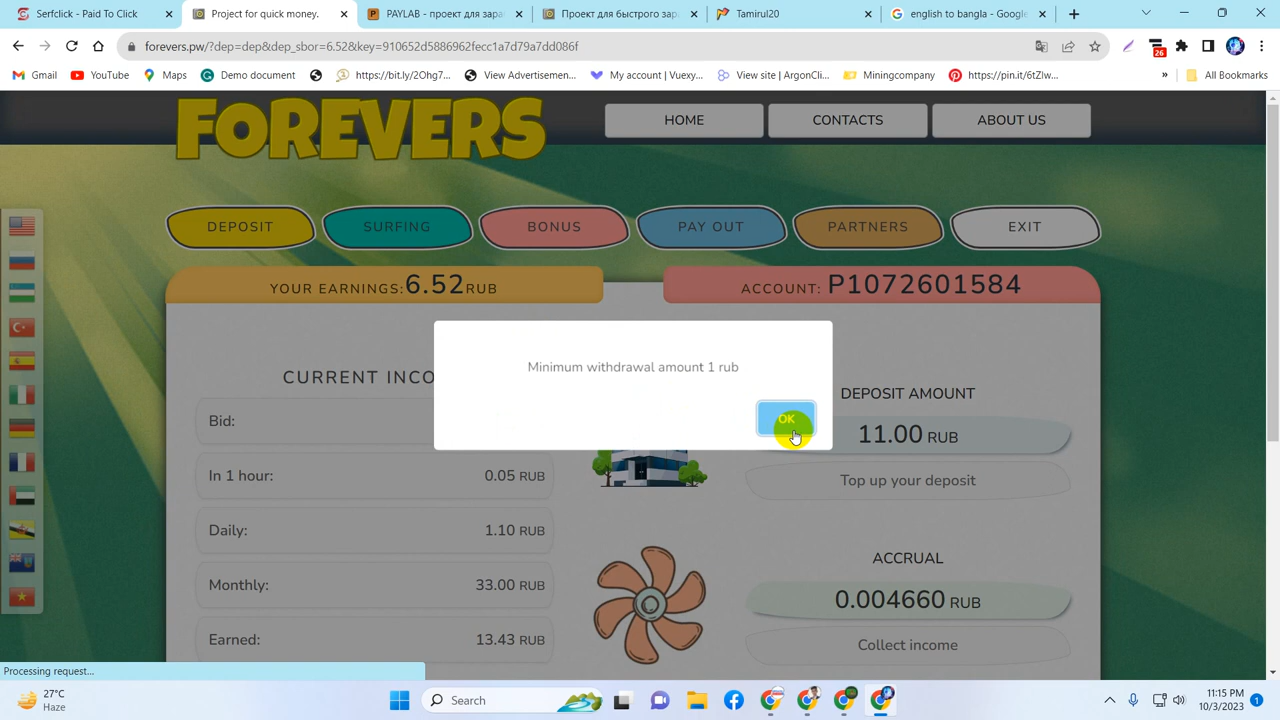 Serfclick - Paid To Click
Project for quick money.
PAYLAB - проект для зара
Проект для быстрого зар
Tamirul20
english to bangla - Google
forevers.pw/?dep=dep&dep_sbor=6.52&key=910652d5886f52fecc1a7d79a7dd086f
26
Gmail
YouTube
Maps
Demo document
https://bit.ly/2Ohg7...
View Advertisemen...
My account | Vuexy...
View site | ArgonCli...
Miningcompany
https://pin.it/6tZlw...
»
All Bookmarks
FOREVERS
HOME
CONTACTS
ABOUT US
DEPOSIT
SURFING
BONUS
PAY OUT
PARTNERS
EXIT
YOUR EARNINGS:6.52RUB
ACCOUNT: P1072601584
Minimum withdrawal amount 1 rub
OK
CURRENT INCO
Bid:
In 1 hour: 0.05 RUB
Daily: 1.10 RUB
Monthly: 33.00 RUB
Earned: 13.43 RUB
DEPOSIT AMOUNT
11.00 RUB
Top up your deposit
ACCRUAL
0.004660 RUB
Collect income
Processing request...
27°C
Haze
Search
11:15 PM
10/3/2023
1